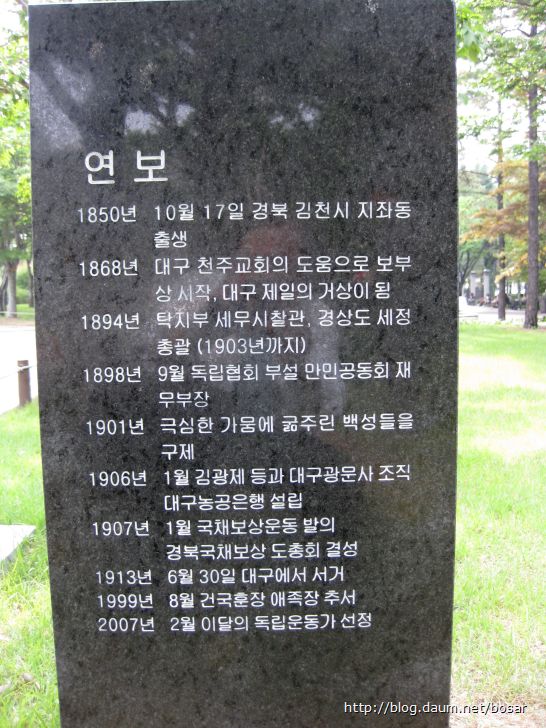 연 보
1850년 10월 17일 경북 김천시 지좌동
출생
1868년 대구 천주교회의 도움으로 보부
상 시작, 대구 제일의 거상이 됨
1894년 탁지부 세무시찰관, 경상도 세정
총괄 (1903년까지)
1898년 9월 독립협회 부설 만민공동회 재
무부장
1901년 극심한 가뭄에 굶주린 백성들을
구제
1906년 1월 김광제 등과 대구광문사 조직
대구농공은행 설립
1907년 1월 국채보상운동 발의
경북국채보상 도총회 결성
1913년 6월 30일 대구에서 서거
1999년 8월 건국훈장 애족장 추서
2007년 2월 이달의 독립운동가 선정
http://blog.daum.net/bosar